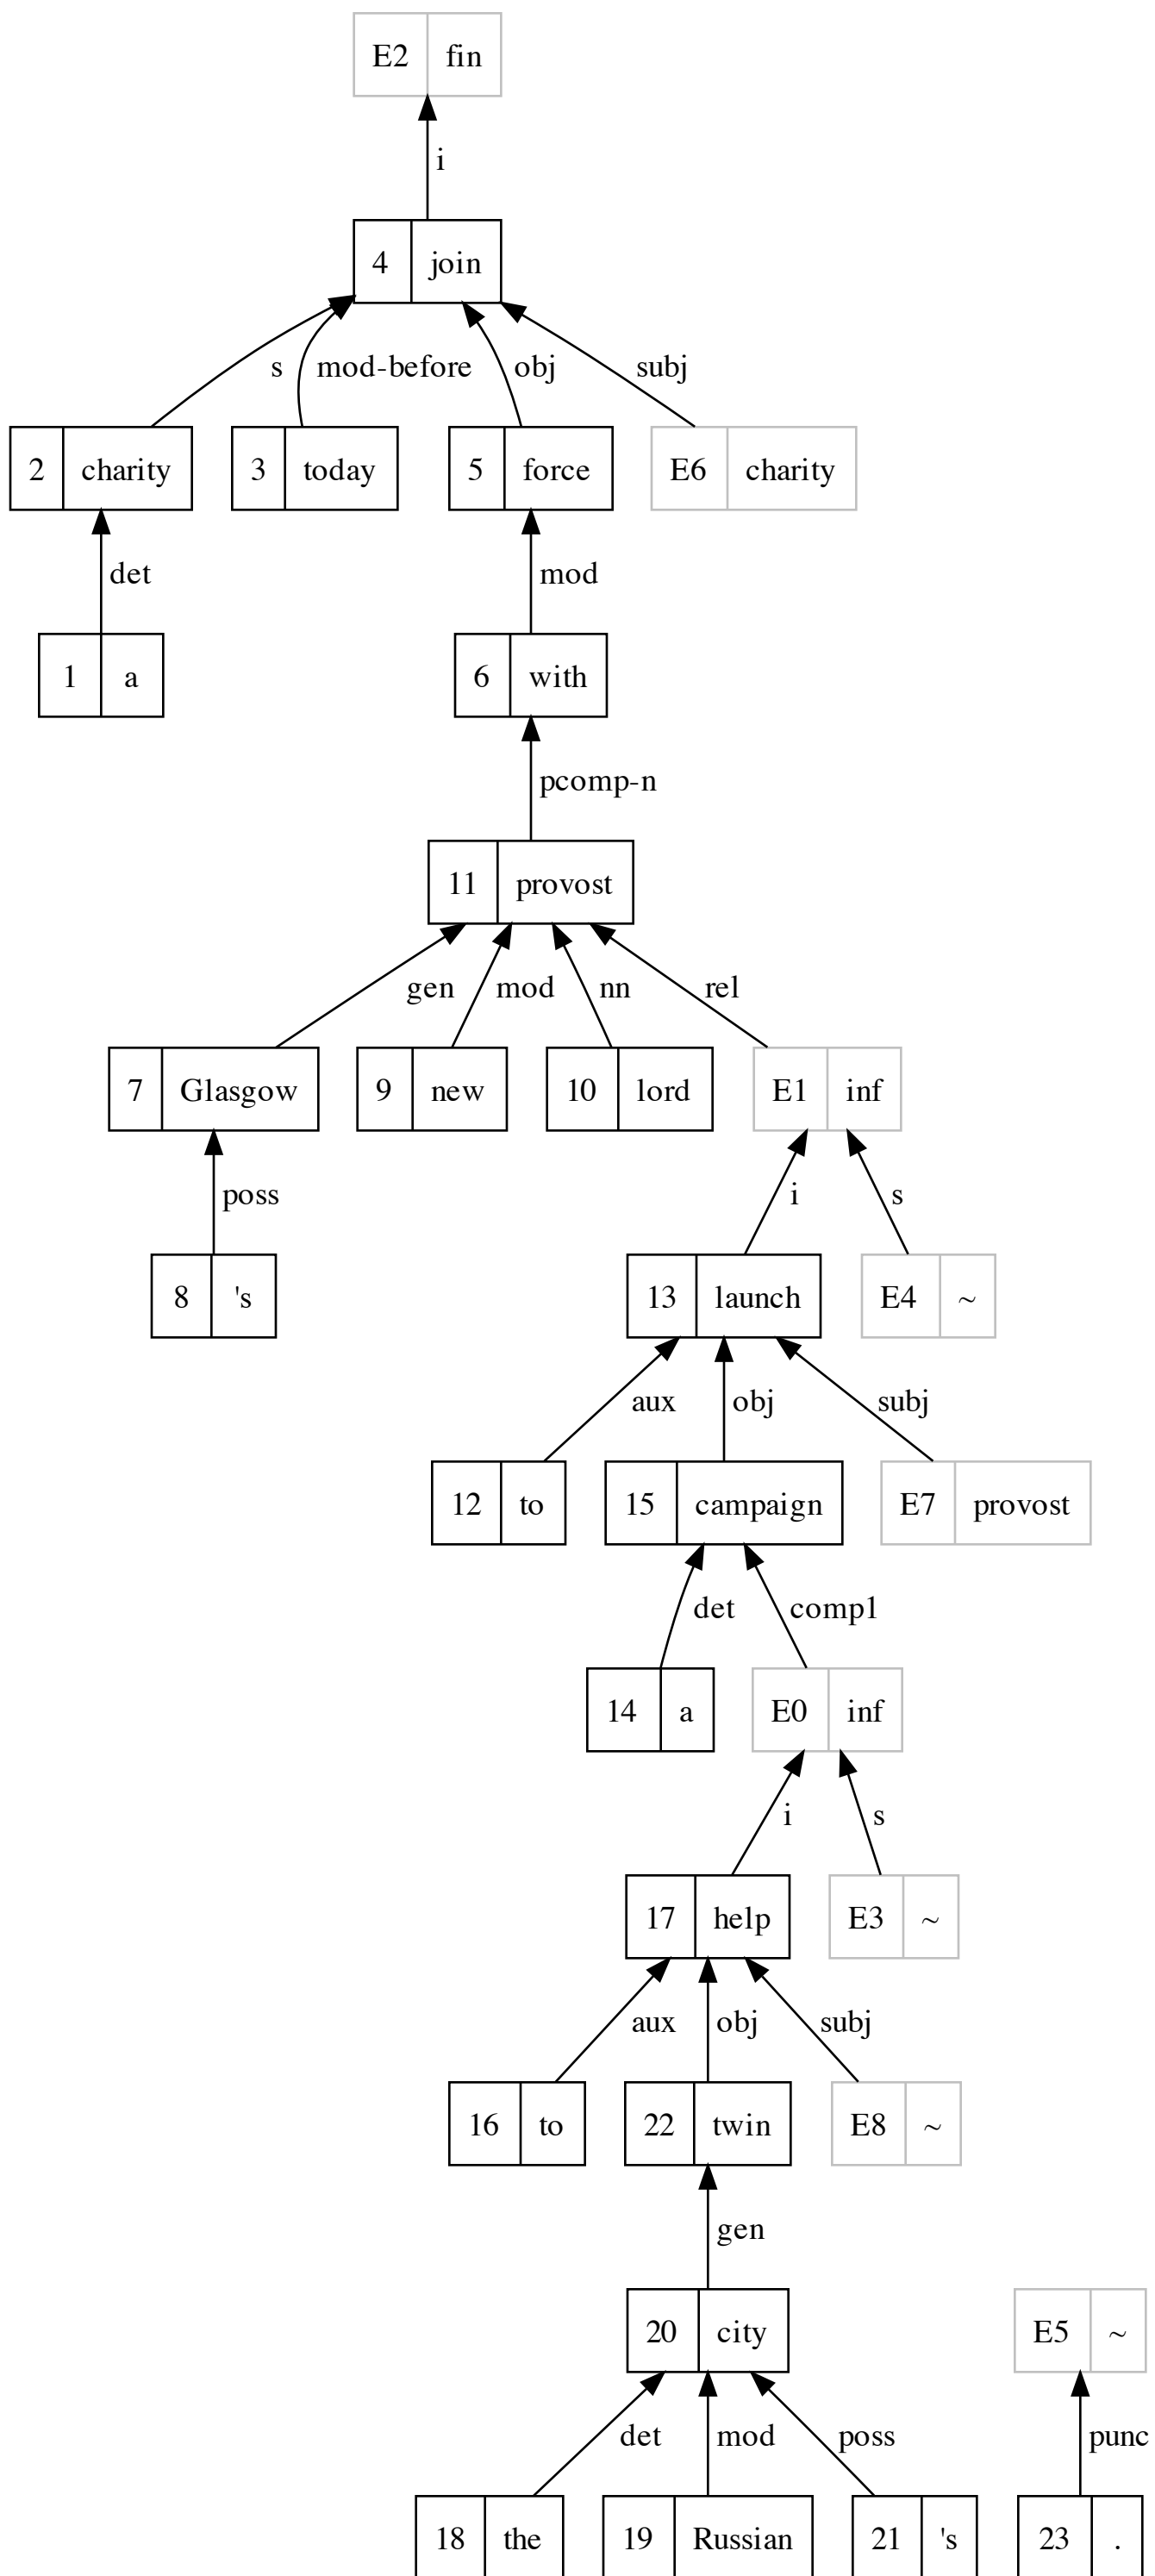 E2 fin
i
4 join
s mod-before obj subj
2 charity 3 today 5 force E6 charity
det mod
1 a 6 with
pcomp-n
11 provost
gen mod nn rel
7 Glasgow 9 new 10 lord E1 inf
poss i s
8 's 13 launch E4 ~
aux obj subj
12 to 15 campaign E7 provost
det comp1
14 a E0 inf
i s
17 help E3 ~
aux obj subj
16 to 22 twin E8 ~
gen
20 city E5 ~
det mod poss punc
18 the 19 Russian 21 's 23 .